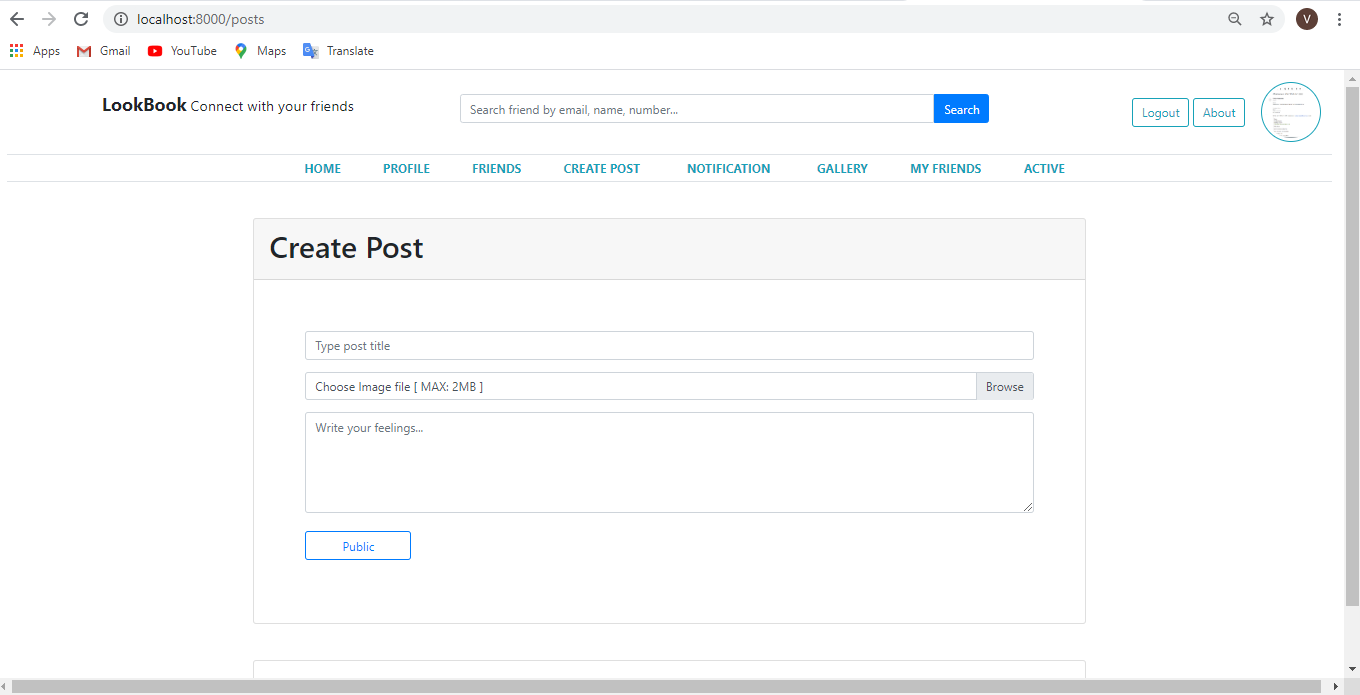 localhost:8000/posts
V
Apps Gmail YouTube Maps Translate
LookBook Connect with your friends
Search friend by email, name, number...
Search
Logout
About
HOME PROFILE FRIENDS CREATE POST NOTIFICATION GALLERY MY FRIENDS ACTIVE
Create Post
Type post title
Choose Image file [ MAX: 2MB ]
Browse
Write your feelings...
Public